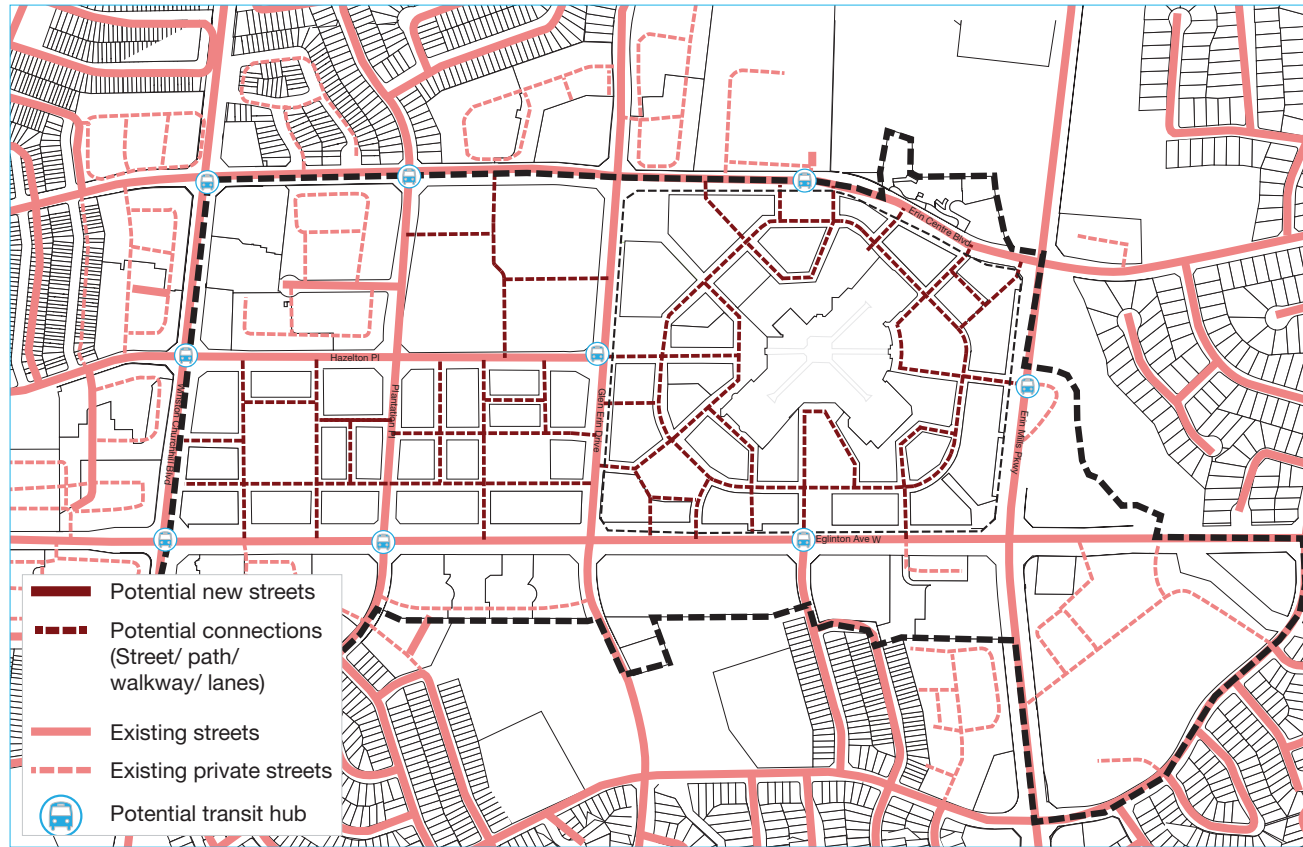 Erin Centre Blvd
Hazelton Pl
Winston Churchill Blvd
Plantation Pl
Glen Erin Drive
Erin Mills Pkwy
Eglinton Ave W
Potential new streets
Potential connections
(Street/ path/
walkway/ lanes)
Existing streets
Existing private streets
Potential transit hub